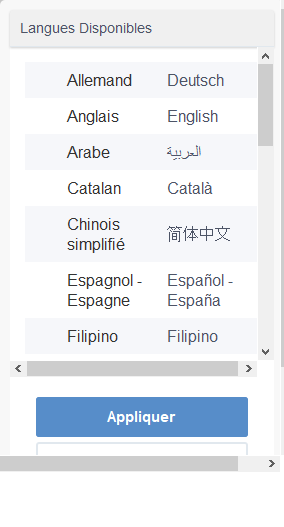 Langues Disponibles
Allemand Deutsch
Anglais English
Arabe العربية
Catalan Català
Chinois simplifié 简体中文
Espagnol - Espagne Español - España
Filipino Filipino
Appliquer